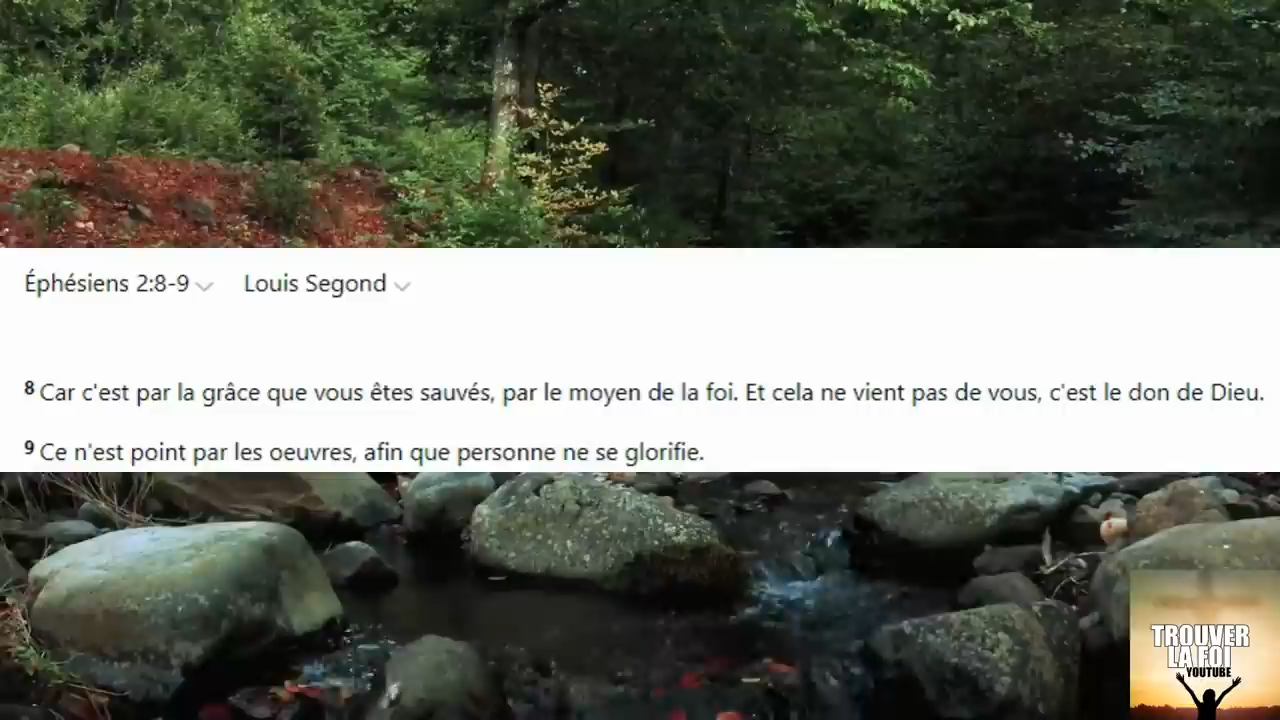 Éphésiens 2:8-9 Louis Segond
8 Car c'est par la grâce que vous êtes sauvés, par le moyen de la foi. Et cela ne vient pas de vous, c'est le don de Dieu.
9 Ce n'est point par les oeuvres, afin que personne ne se glorifie.
TROUVER
LA FOI
YOUTUBE